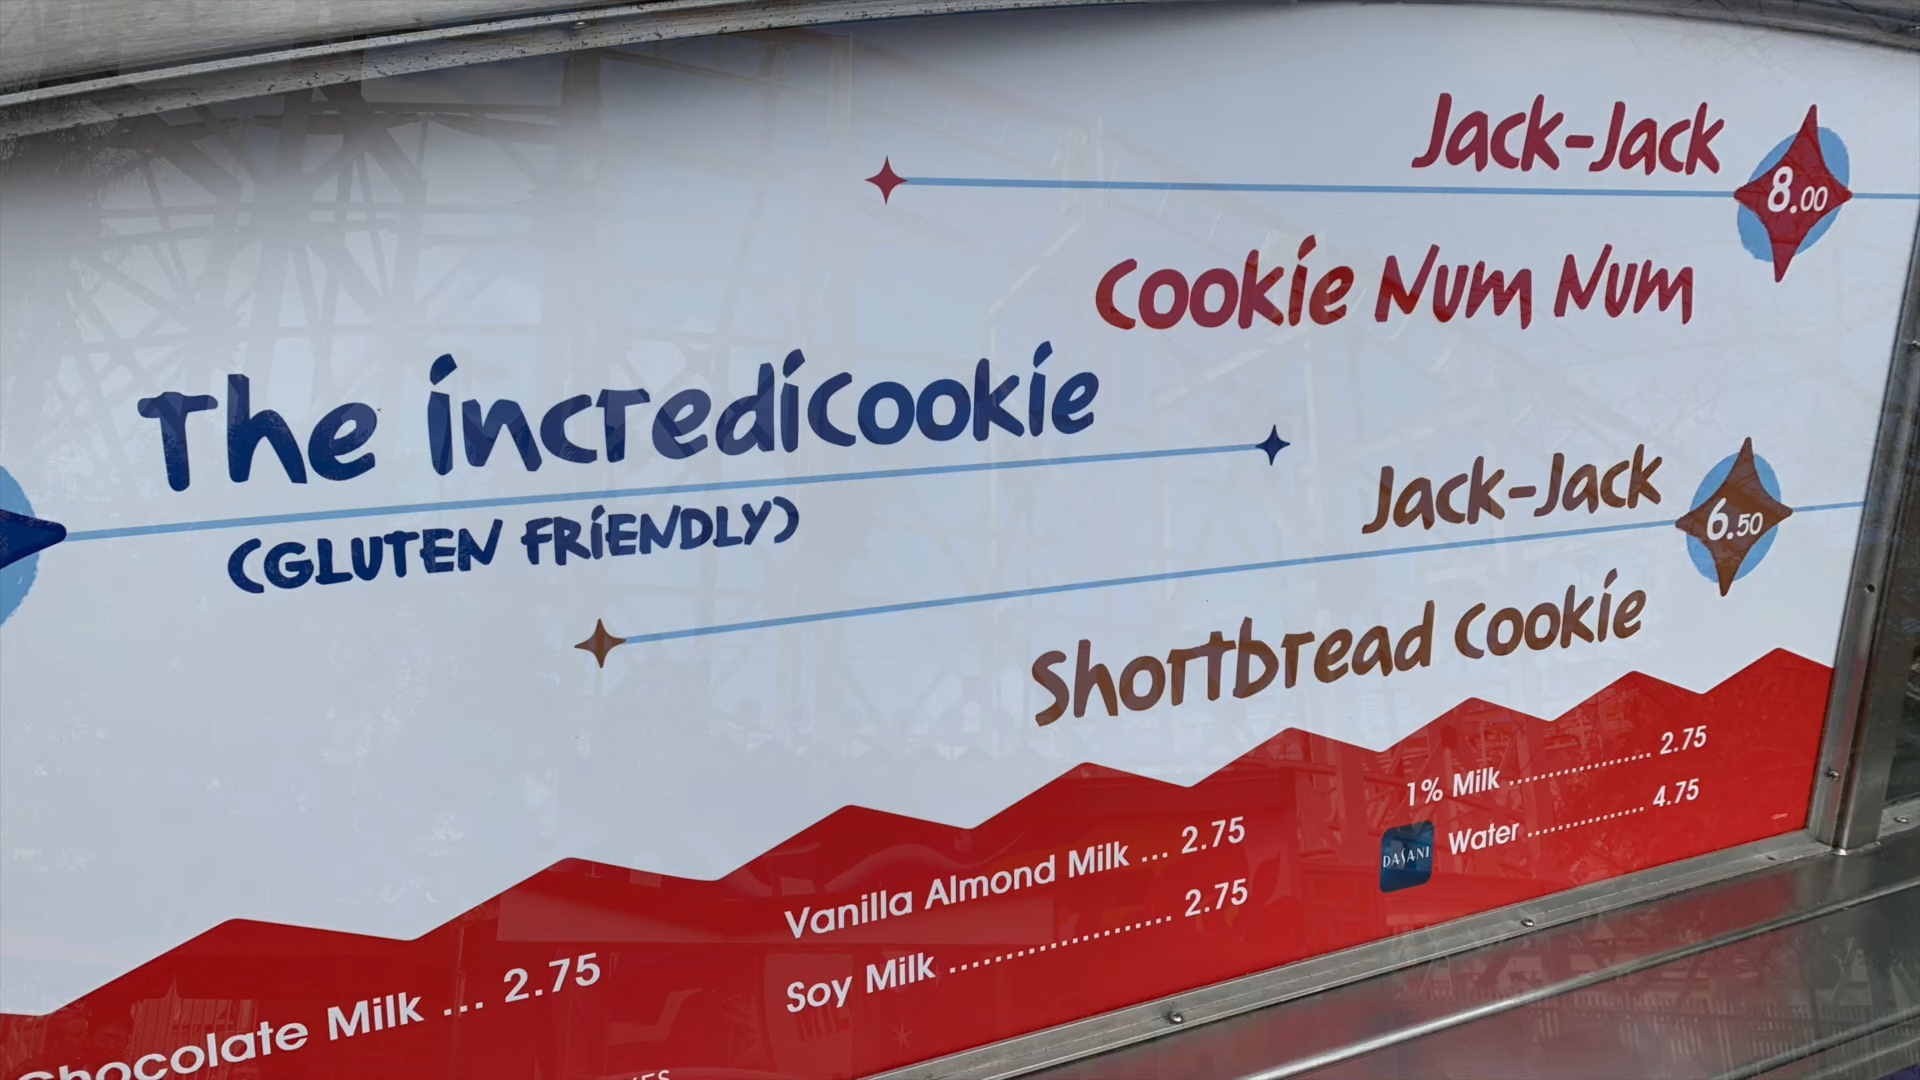 Jack-Jack
8.00
Cookie Num Num
The incredicookie
(GLUTEN FRIENDLY)
Jack-Jack
6.50
Shortbread Cookie
Chocolate Milk ... 2.75
Vanilla Almond Milk ... 2.75
Soy Milk ........................ 2.75
1% Milk ..................... 2.75
DASANI Water ................. 4.75